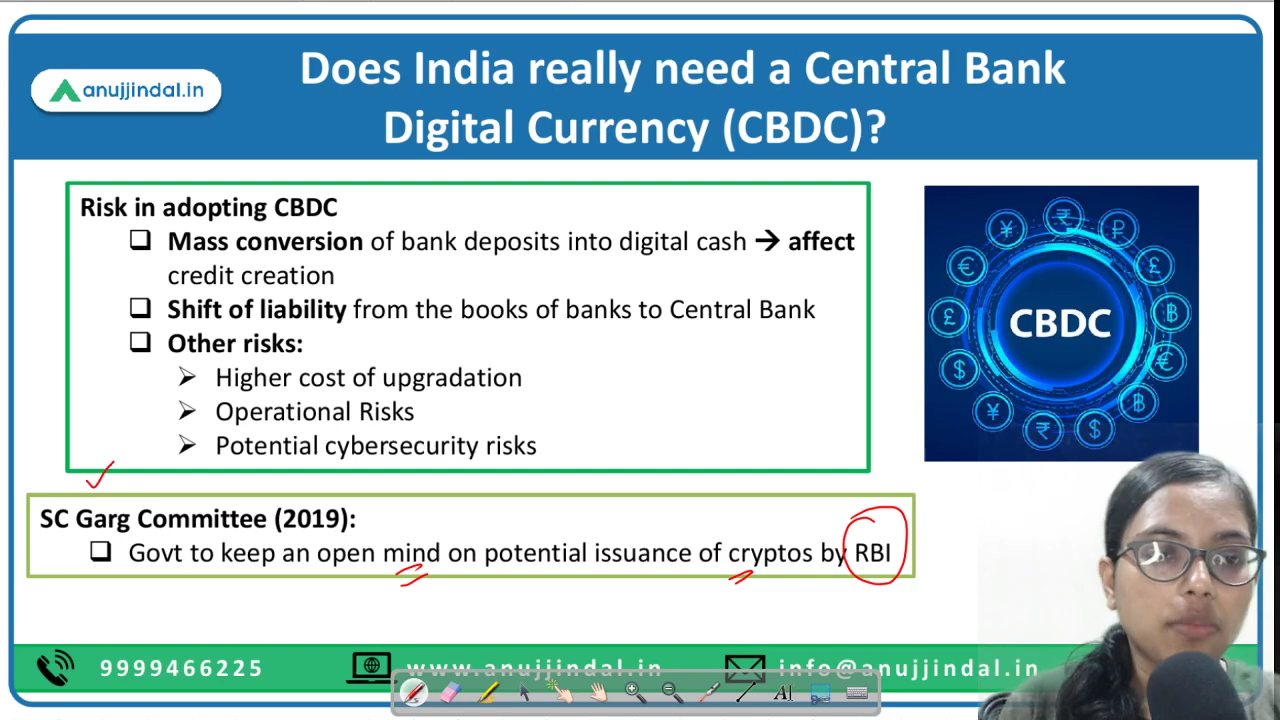 Does India really need a Central Bank
Digital Currency (CBDC)?
anujjindal.in
Risk in adopting CBDC
Mass conversion of bank deposits into digital cash → affect
credit creation
Shift of liability from the books of banks to Central Bank
Other risks:
Higher cost of upgradation
Operational Risks
Potential cybersecurity risks
CBDC
SC Garg Committee (2019):
Govt to keep an open mind on potential issuance of cryptos by RBI
9999466225 www.anujjindal.in info@anujjindal.in